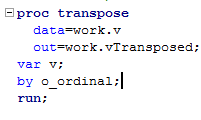 proc transpose
data=work.v
out=work.vTransposed;
var v;
by o_ordinal;
run;